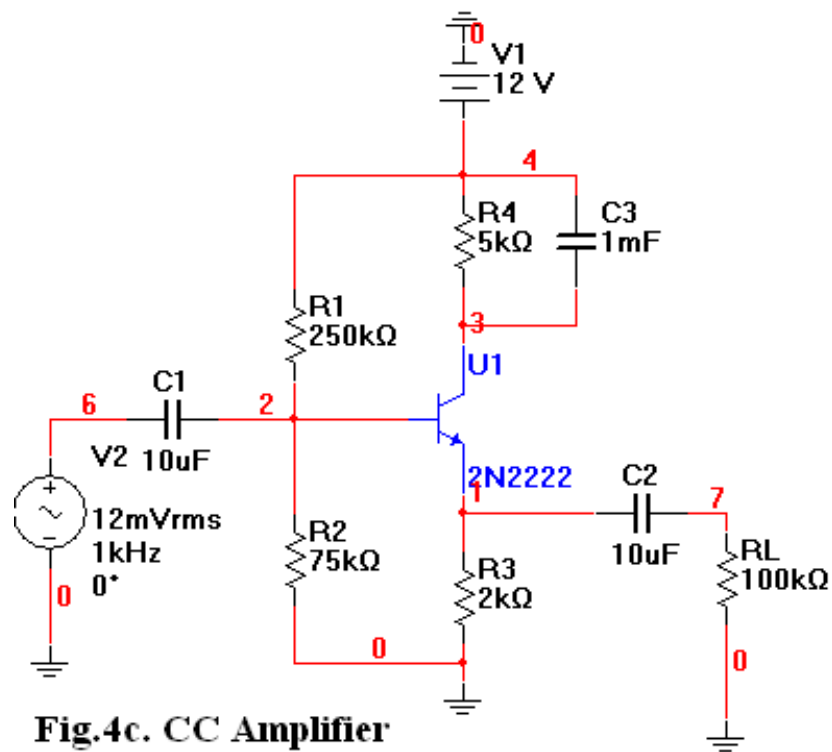 0
V1
12 V
4
R4
5kΩ
C3
1mF
R1
250kΩ
3
U1
C1
6
2
V2
10uF
2N2222
1
C2
7
12mVrms
1kHz
0*
R2
75kΩ
10uF
RL
100kΩ
R3
2kΩ
0
0
0
Fig.4c. CC Amplifier